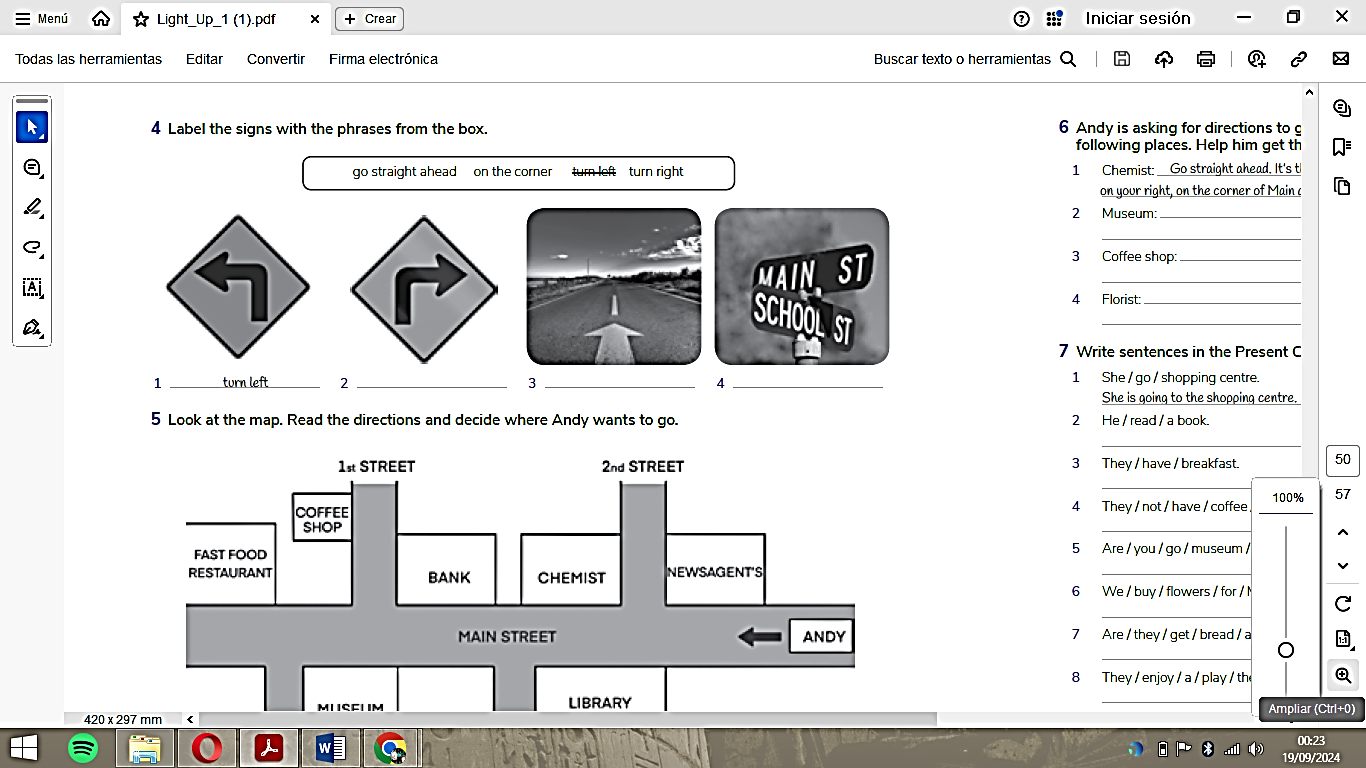 Menú
Light_Up_1 (1).pdf
Crear
Iniciar sesión
Todas las herramientas
Editar
Convertir
Firma electrónica
Buscar texto o herramientas
4 Label the signs with the phrases from the box.
go straight ahead on the corner turn left turn right
MAIN ST
SCHOOL ST
1 turn left 2 3 4
5 Look at the map. Read the directions and decide where Andy wants to go.
1st STREET
2nd STREET
COFFEE
SHOP
FAST FOOD
RESTAURANT
BANK
CHEMIST
NEWSAGENT'S
MAIN STREET
ANDY
MUSEUM
LIBRARY
6 Andy is asking for directions to g
following places. Help him get th
1 Chemist: Go straight ahead. It's t
on your right, on the corner of Main
2 Museum:
3 Coffee shop:
4 Florist:
7 Write sentences in the Present C
1 She / go / shopping centre.
She is going to the shopping centre.
2 He / read / a book.
3 They / have / breakfast.
4 They / not / have / coffee
5 Are / you / go / museum /
6 We / buy / flowers / for /
7 Are / they / get / bread / a
8 They / enjoy / a / play / the
50
57
100%
Ampliar (Ctrl+0)
420 x 297 mm
00:23
19/09/2024